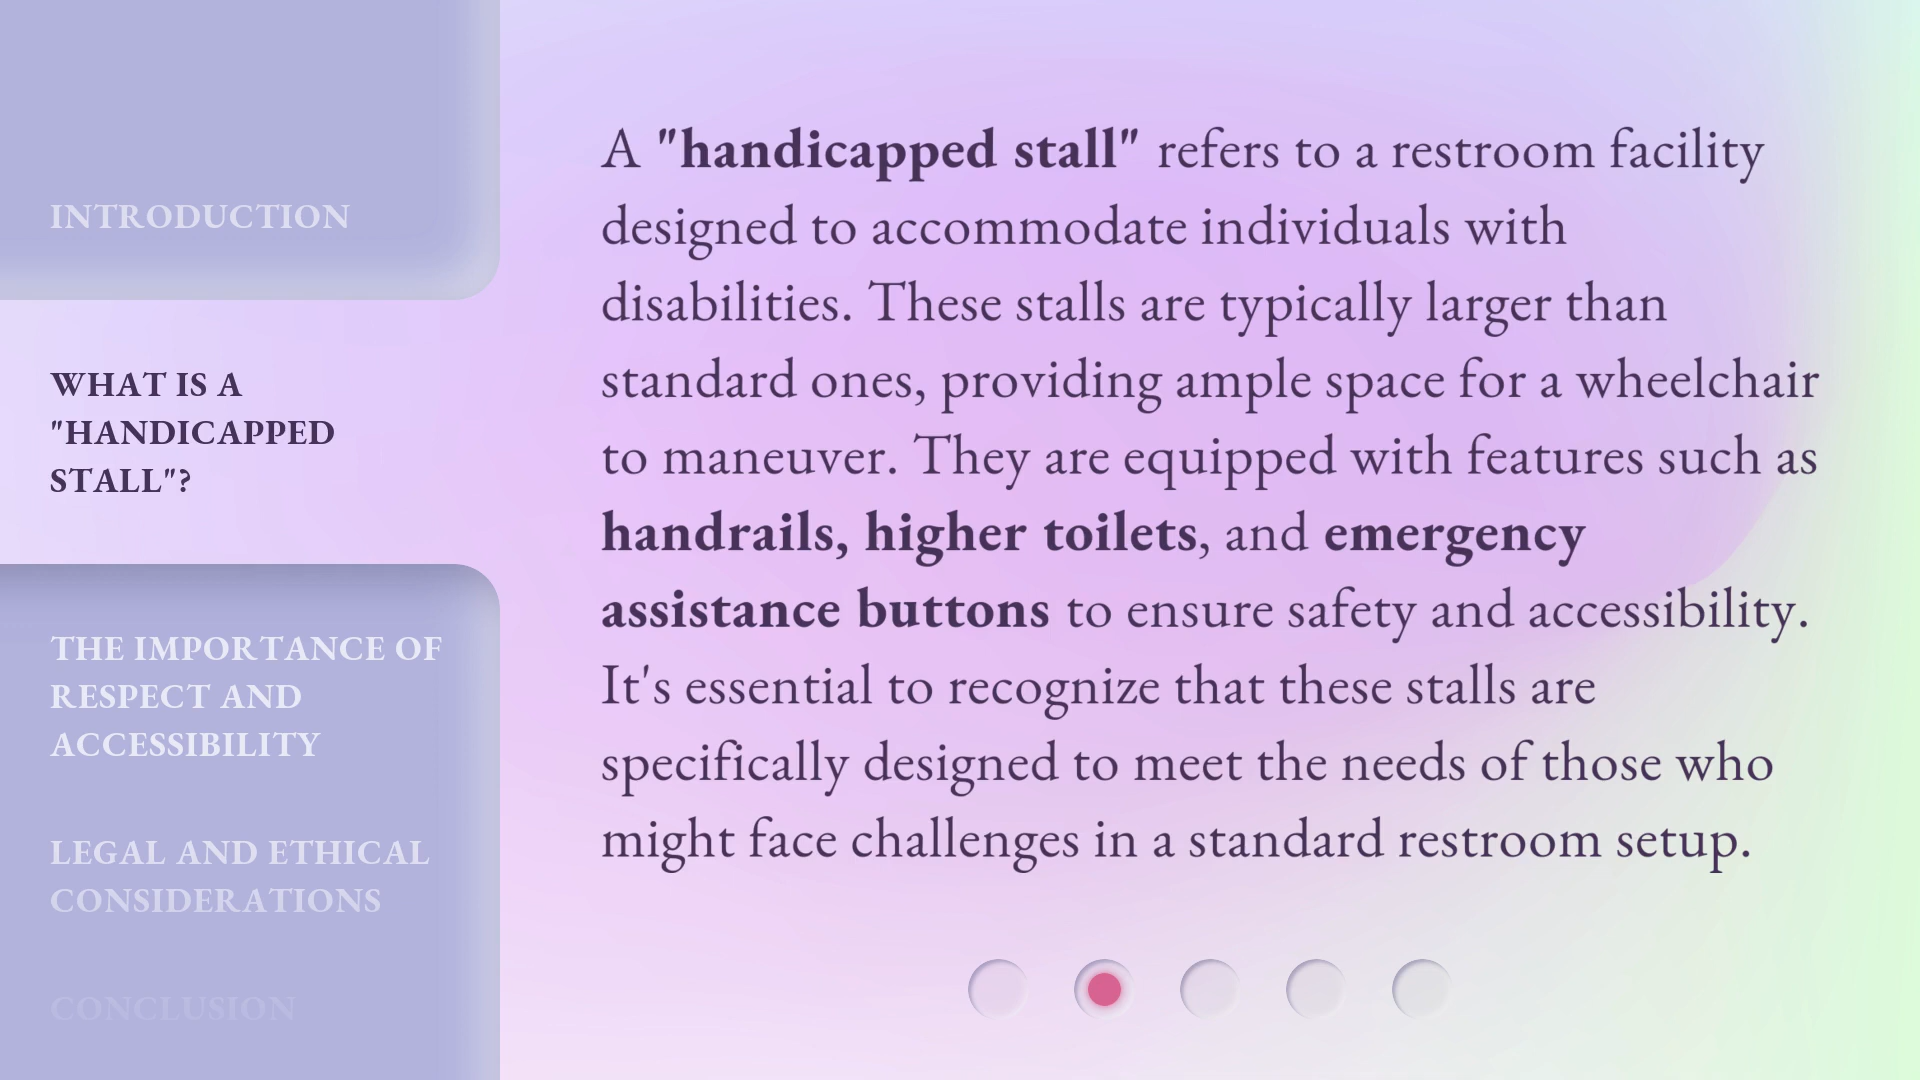 INTRODUCTION
WHAT IS A
"HANDICAPPED
STALL"?
THE IMPORTANCE OF
RESPECT AND
ACCESSIBILITY
LEGAL AND ETHICAL
CONSIDERATIONS
CONCLUSION
A "handicapped stall" refers to a restroom facility
designed to accommodate individuals with
disabilities. These stalls are typically larger than
standard ones, providing ample space for a wheelchair
to maneuver. They are equipped with features such as
handrails, higher toilets, and emergency
assistance buttons to ensure safety and accessibility.
It's essential to recognize that these stalls are
specifically designed to meet the needs of those who
might face challenges in a standard restroom setup.